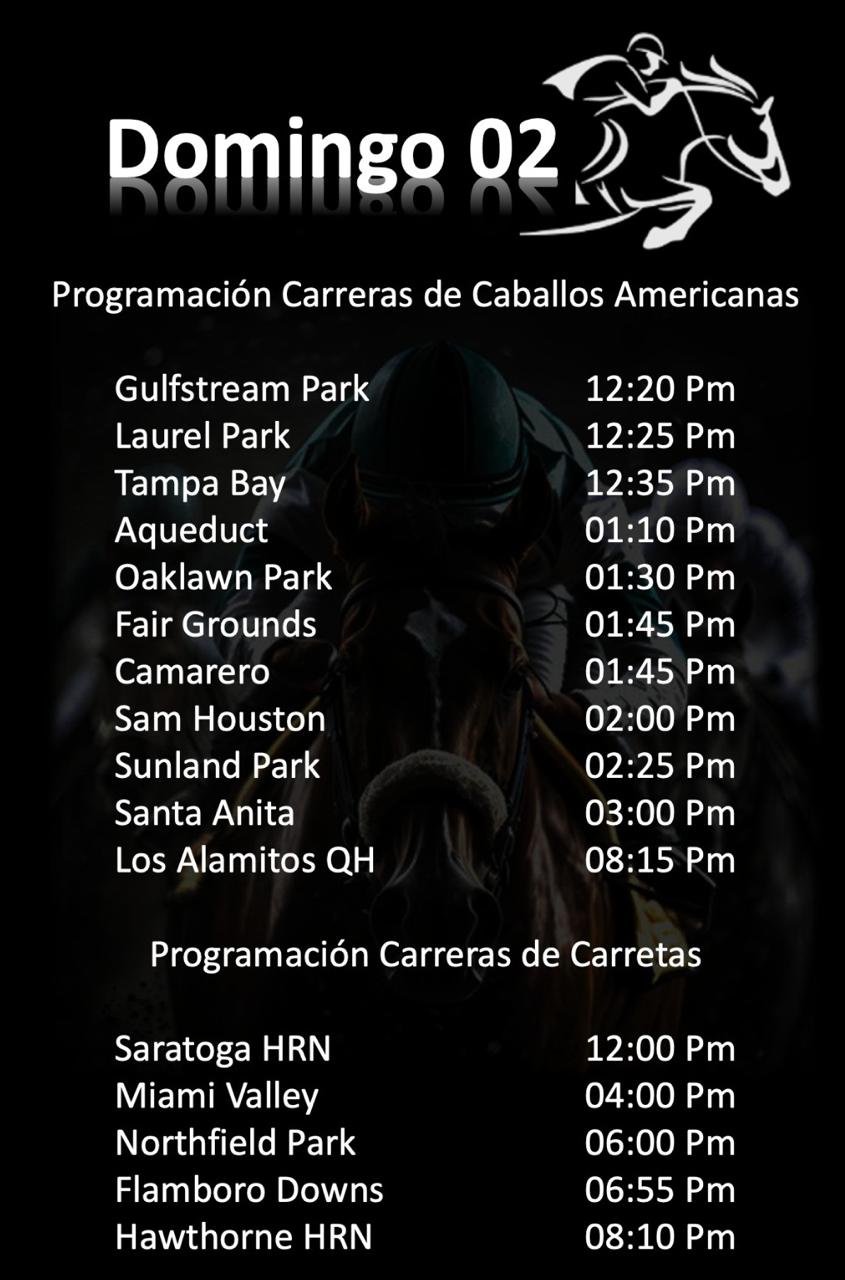 Domingo 02
Programación Carreras de Caballos Americanas
Gulfstream Park 12:20 Pm
Laurel Park 12:25 Pm
Tampa Bay 12:35 Pm
Aqueduct 01:10 Pm
Oaklawn Park 01:30 Pm
Fair Grounds 01:45 Pm
Camarero 01:45 Pm
Sam Houston 02:00 Pm
Sunland Park 02:25 Pm
Santa Anita 03:00 Pm
Los Alamitos QH 08:15 Pm
Programación Carreras de Carretas
Saratoga HRN 12:00 Pm
Miami Valley 04:00 Pm
Northfield Park 06:00 Pm
Flamboro Downs 06:55 Pm
Hawthorne HRN 08:10 Pm